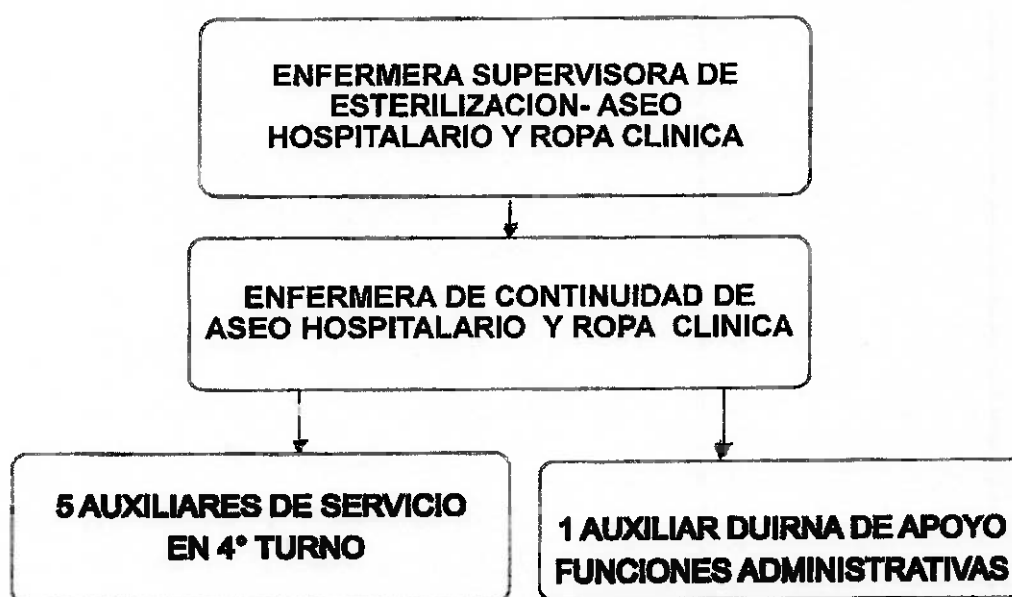 ENFERMERA SUPERVISORA DE
ESTERILIZACION- ASEO
HOSPITALARIO Y ROPA CLINICA
ENFERMERA DE CONTINUIDAD DE
ASEO HOSPITALARIO Y ROPA CLINICA
5 AUXILIARES DE SERVICIO
EN 4° TURNO
1 AUXILIAR DUIRNA DE APOYO
FUNCIONES ADMINISTRATIVAS